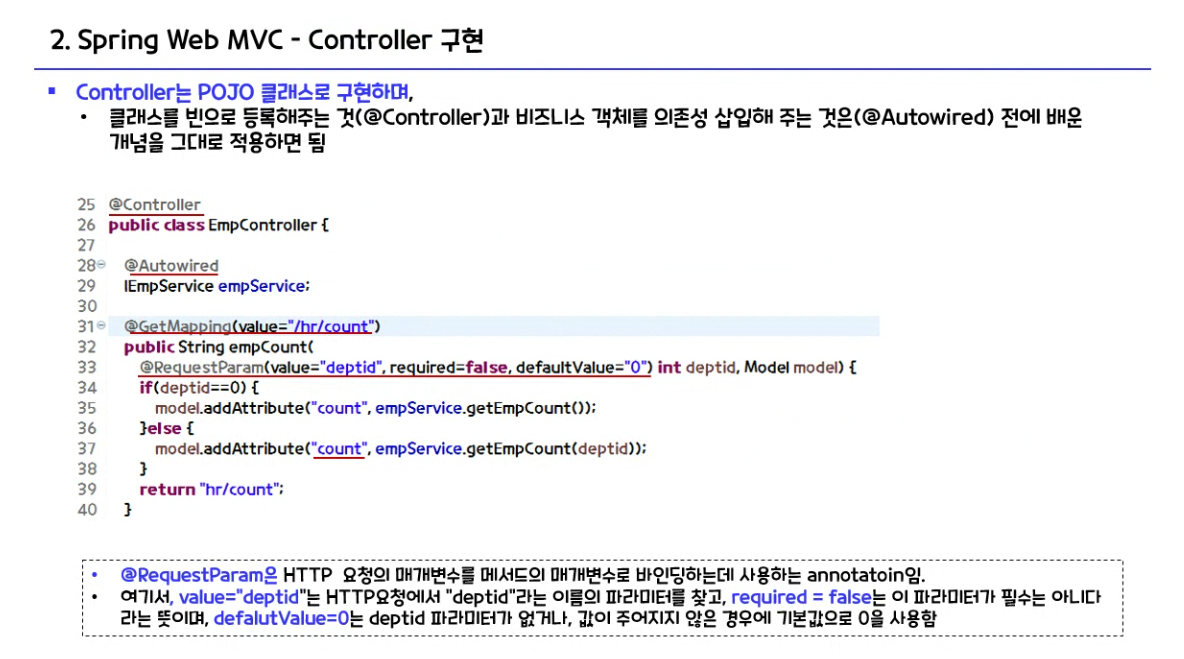 2. Spring Web MVC - Controller 구현
▪ Controller는 POJO 클래스로 구현하며,
• 클래스를 빈으로 등록해주는 것(@Controller)과 비즈니스 객체를 의존성 삽입해 주는 것은(@Autowired) 전에 배운
개념을 그대로 적용하면 됨
25 @Controller
26 public class EmpController {
27
28 @Autowired
29 IEmpService empService;
30
31 @GetMapping(value="/hr/count")
32 public String empCount(
33 @RequestParam(value="deptid", required=false, defaultValue="0") int deptid, Model model) {
34 if(deptid==0) {
35 model.addAttribute("count", empService.getEmpCount());
36 }else {
37 model.addAttribute("count", empService.getEmpCount(deptid));
38 }
39 return "hr/count";
40 }
• @RequestParam은 HTTP 요청의 매개변수를 메서드의 매개변수로 바인딩하는데 사용하는 annotatoin임.
• 여기서, value="deptid"는 HTTP요청에서 "deptid"라는 이름의 파라미터를 찾고, required = false는 이 파라미터가 필수는 아니다
라는 뜻이며, defalutValue=0는 deptid 파라미터가 없거나, 값이 주어지지 않은 경우에 기본값으로 0을 사용함